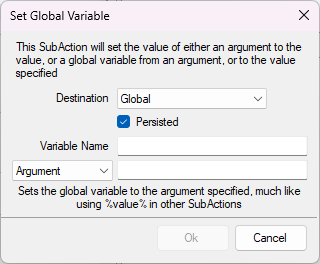 Set Global Variable
This SubAction will set the value of either an argument to the
value, or a global variable from an argument, or to the value
specified
Destination Global
Persisted
Variable Name
Argument
Sets the global variable to the argument specified, much like
using %value% in other SubActions
Ok Cancel